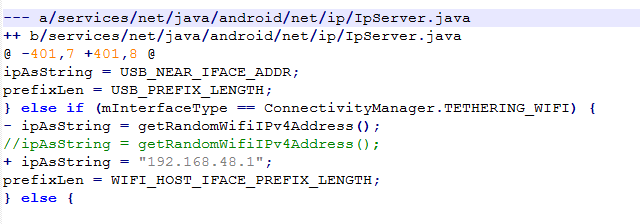 --- a/services/net/java/android/net/ip/IpServer.java
++ b/services/net/java/android/net/ip/IpServer.java
@ -401,7 +401,8 @
ipAsString = USB_NEAR_IFACE_ADDR;
prefixLen = USB_PREFIX_LENGTH;
} else if (mInterfaceType == ConnectivityManager.TETHERING_WIFI) {
- ipAsString = getRandomWifiIPv4Address();
//ipAsString = getRandomWifiIPv4Address();
+ ipAsString = "192.168.48.1";
prefixLen = WIFI_HOST_IFACE_PREFIX_LENGTH;
} else {